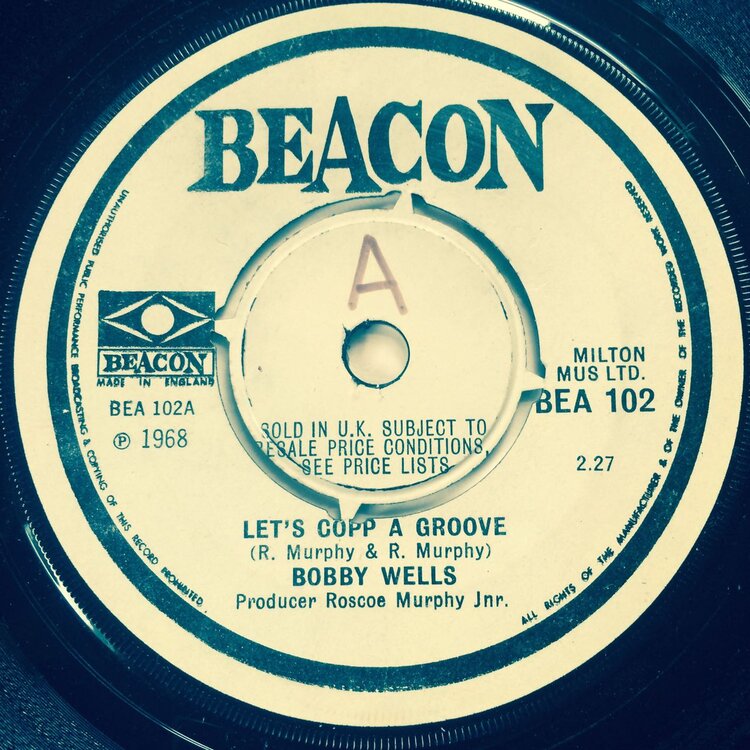 BEACON
A
BEACON
MADE IN ENGLAND
BEA 102A
℗ 1968
MILTON
MUS LTD.
BEA 102
2.27
SOLD IN U.K. SUBJECT TO
RESALE PRICE CONDITIONS,
SEE PRICE LISTS
LET'S COPP A GROOVE
(R. Murphy & R. Murphy)
BOBBY WELLS
Producer Roscoe Murphy Jnr.
UNAUTHORISED PUBLIC PERFORMANCE BROADCASTING & COPYING OF THIS RECORD PROHIBITED
ALL RIGHTS OF THE MANUFACTURER & OF THE OWNER OF THE RECORDED WORK RESERVED